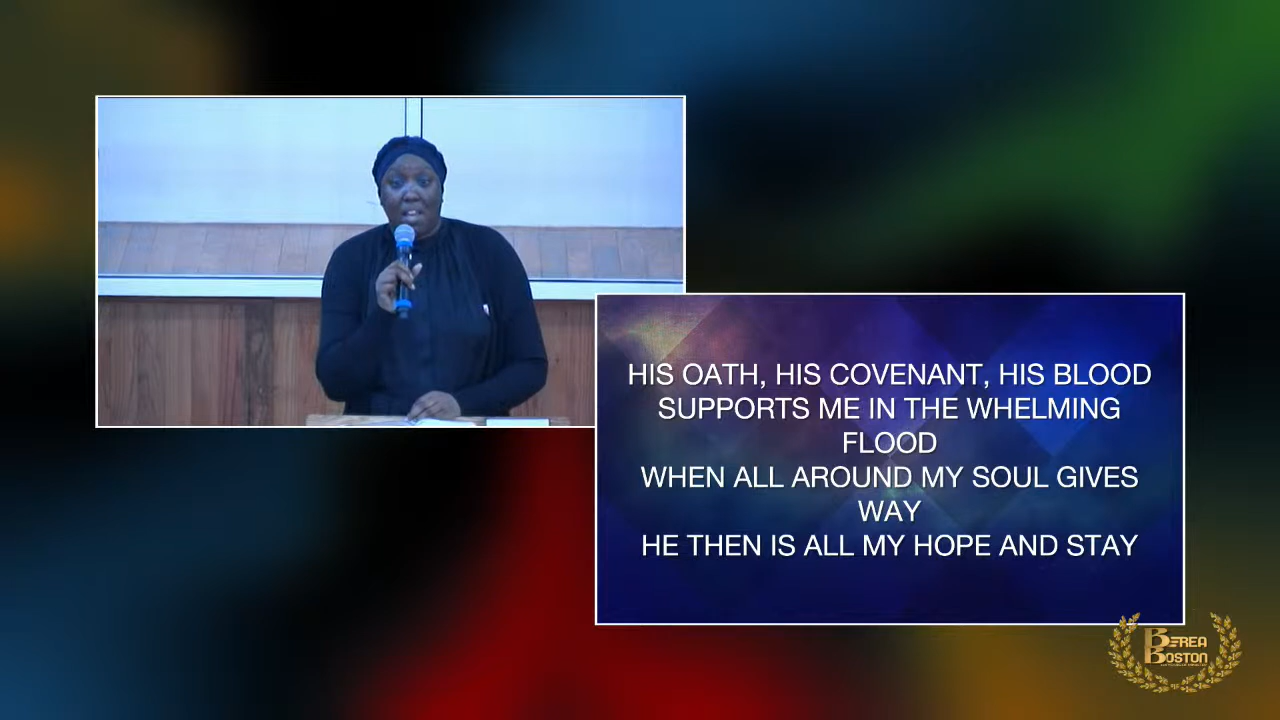 HIS OATH, HIS COVENANT, HIS BLOOD
SUPPORTS ME IN THE WHELMING
FLOOD
WHEN ALL AROUND MY SOUL GIVES
WAY
HE THEN IS ALL MY HOPE AND STAY
BEREA
BOSTON